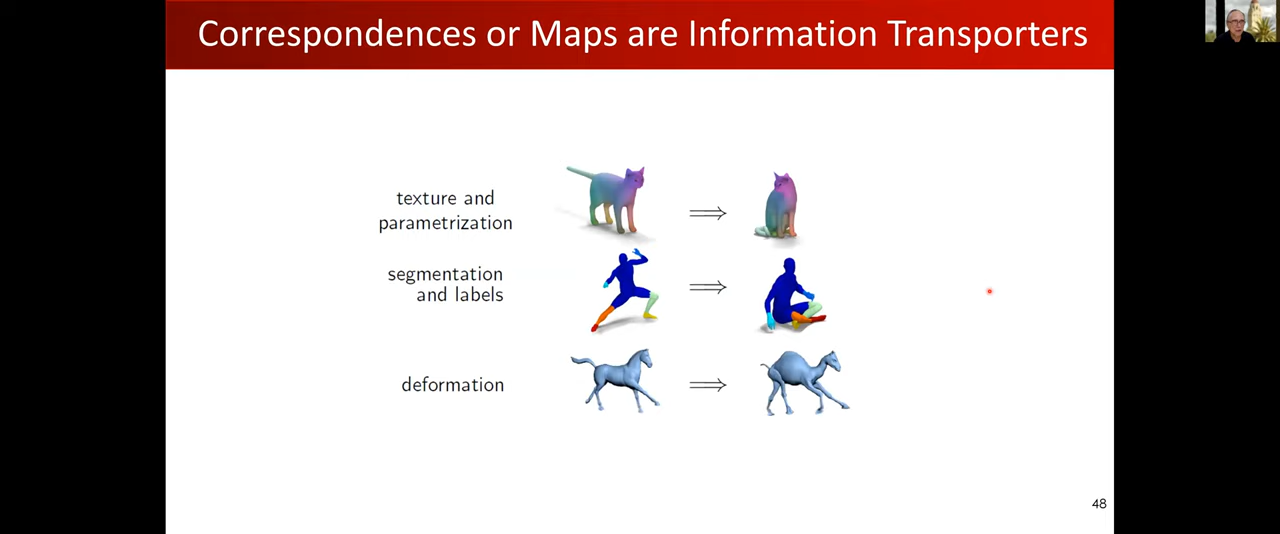 Correspondences or Maps are Information Transporters
texture and
parametrization
segmentation
and labels
deformation
48